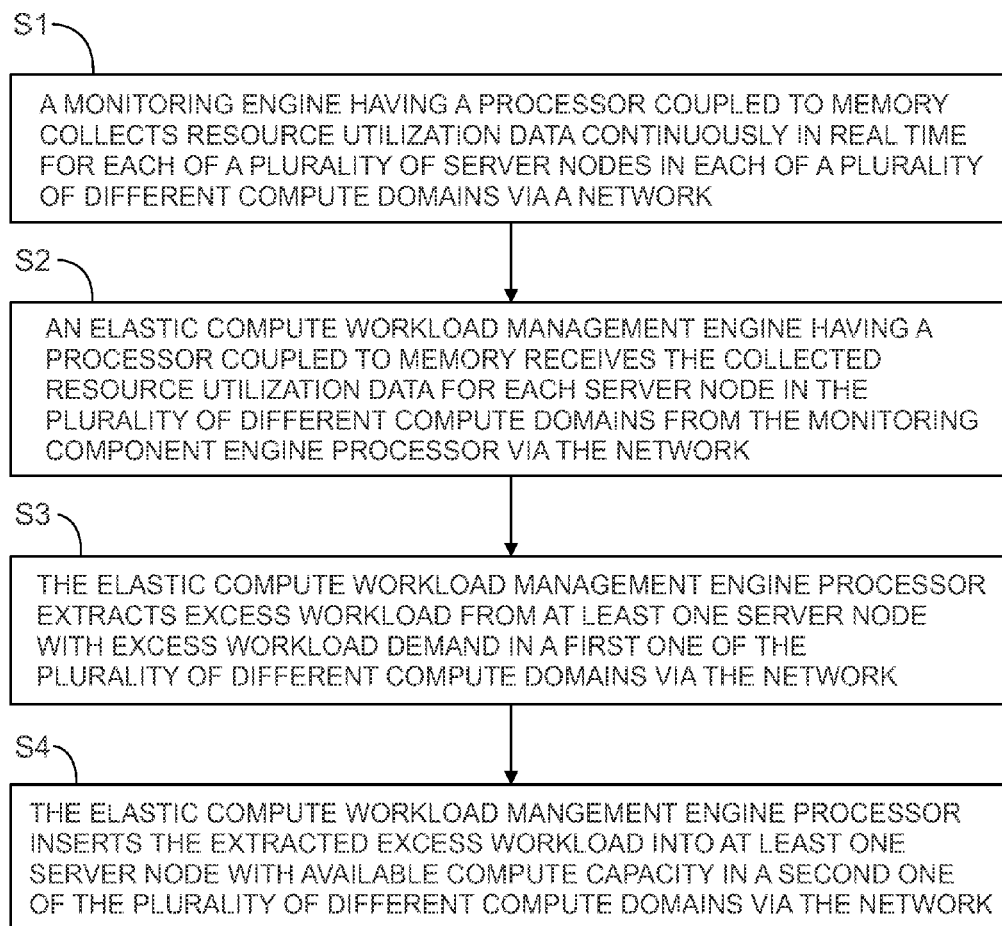 S1
A MONITORING ENGINE HAVING A PROCESSOR COUPLED TO MEMORY
COLLECTS RESOURCE UTILIZATION DATA CONTINUOUSLY IN REAL TIME
FOR EACH OF A PLURALITY OF SERVER NODES IN EACH OF A PLURALITY
OF DIFFERENT COMPUTE DOMAINS VIA A NETWORK
S2
AN ELASTIC COMPUTE WORKLOAD MANAGEMENT ENGINE HAVING A
PROCESSOR COUPLED TO MEMORY RECEIVES THE COLLECTED
RESOURCE UTILIZATION DATA FOR EACH SERVER NODE IN THE
PLURALITY OF DIFFERENT COMPUTE DOMAINS FROM THE MONITORING
COMPONENT ENGINE PROCESSOR VIA THE NETWORK
S3
THE ELASTIC COMPUTE WORKLOAD MANAGEMENT ENGINE PROCESSOR
EXTRACTS EXCESS WORKLOAD FROM AT LEAST ONE SERVER NODE
WITH EXCESS WORKLOAD DEMAND IN A FIRST ONE OF THE
PLURALITY OF DIFFERENT COMPUTE DOMAINS VIA THE NETWORK
S4
THE ELASTIC COMPUTE WORKLOAD MANGEMENT ENGINE PROCESSOR
INSERTS THE EXTRACTED EXCESS WORKLOAD INTO AT LEAST ONE
SERVER NODE WITH AVAILABLE COMPUTE CAPACITY IN A SECOND ONE
OF THE PLURALITY OF DIFFERENT COMPUTE DOMAINS VIA THE NETWORK